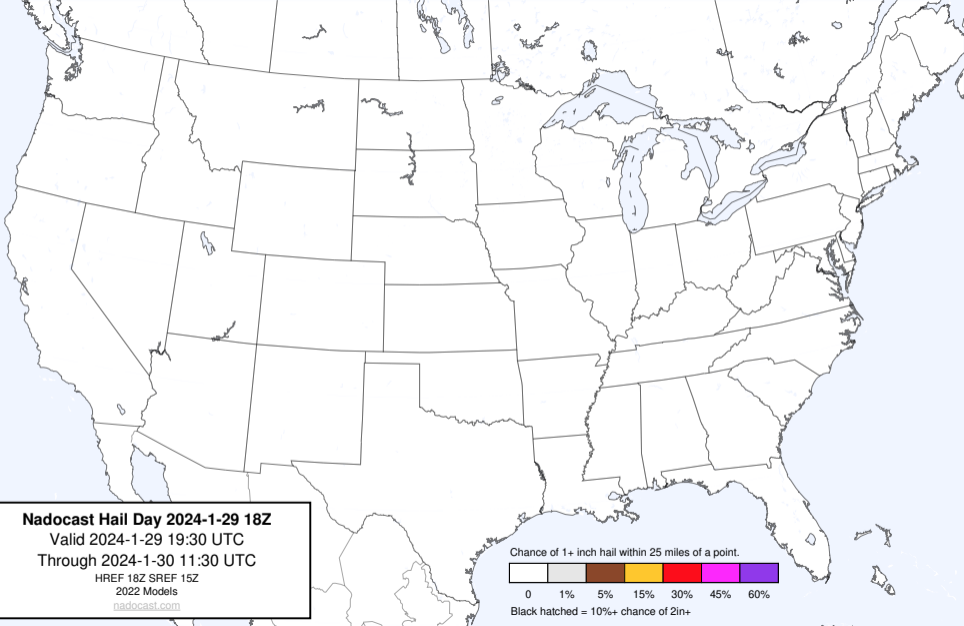 Nadocast Hail Day 2024-1-29 18Z
Valid 2024-1-29 19:30 UTC
Through 2024-1-30 11:30 UTC
HREF 18Z SREF 15Z
2022 Models
nadocast.com
Chance of 1+ inch hail within 25 miles of a point.
0 1% 5% 15% 30% 45% 60%
Black hatched = 10%+ chance of 2in+